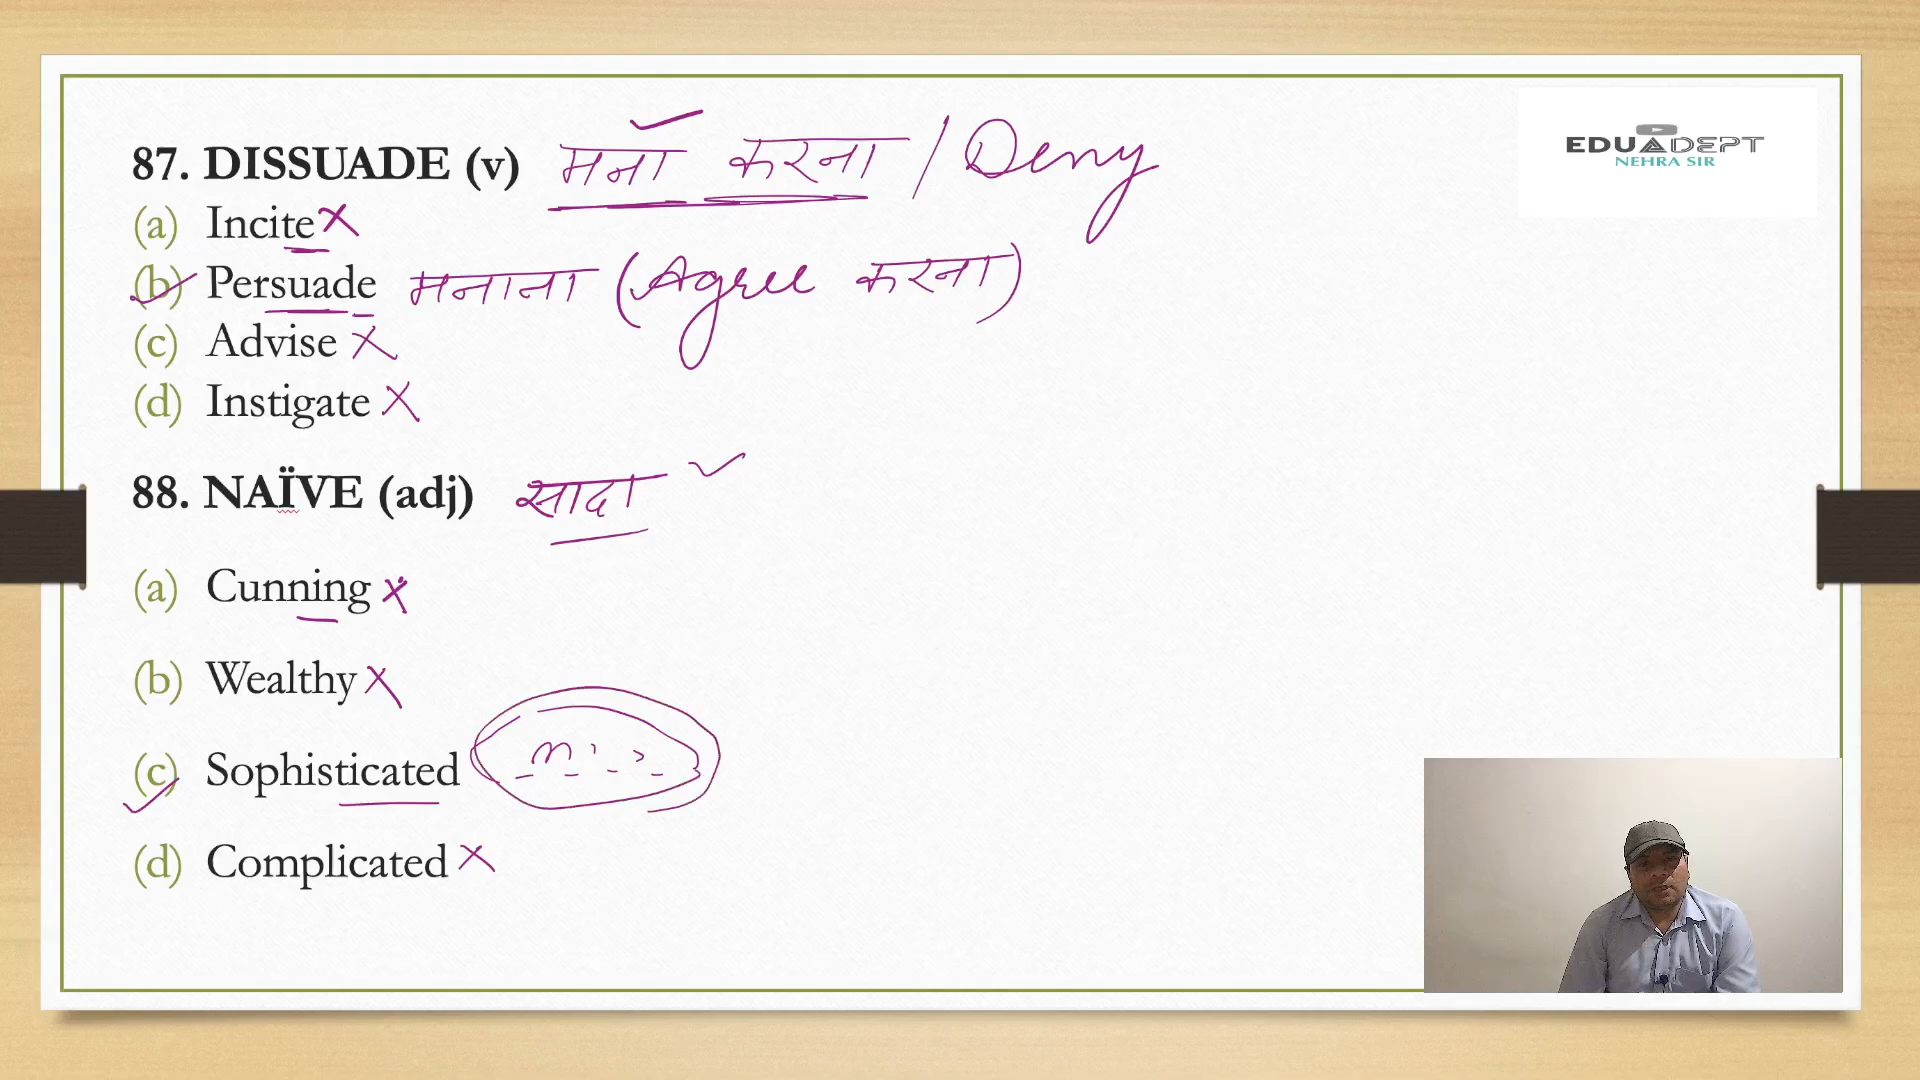 87. DISSUADE (v) मना करना / Deny
EDUADEPT
NEHRA SIR
(a) Incite
(b) Persuade मनाना (Agree करना)
(c) Advise
(d) Instigate
88. NAÏVE (adj) सादा
(a) Cunning
(b) Wealthy
(c) Sophisticated
(d) Complicated